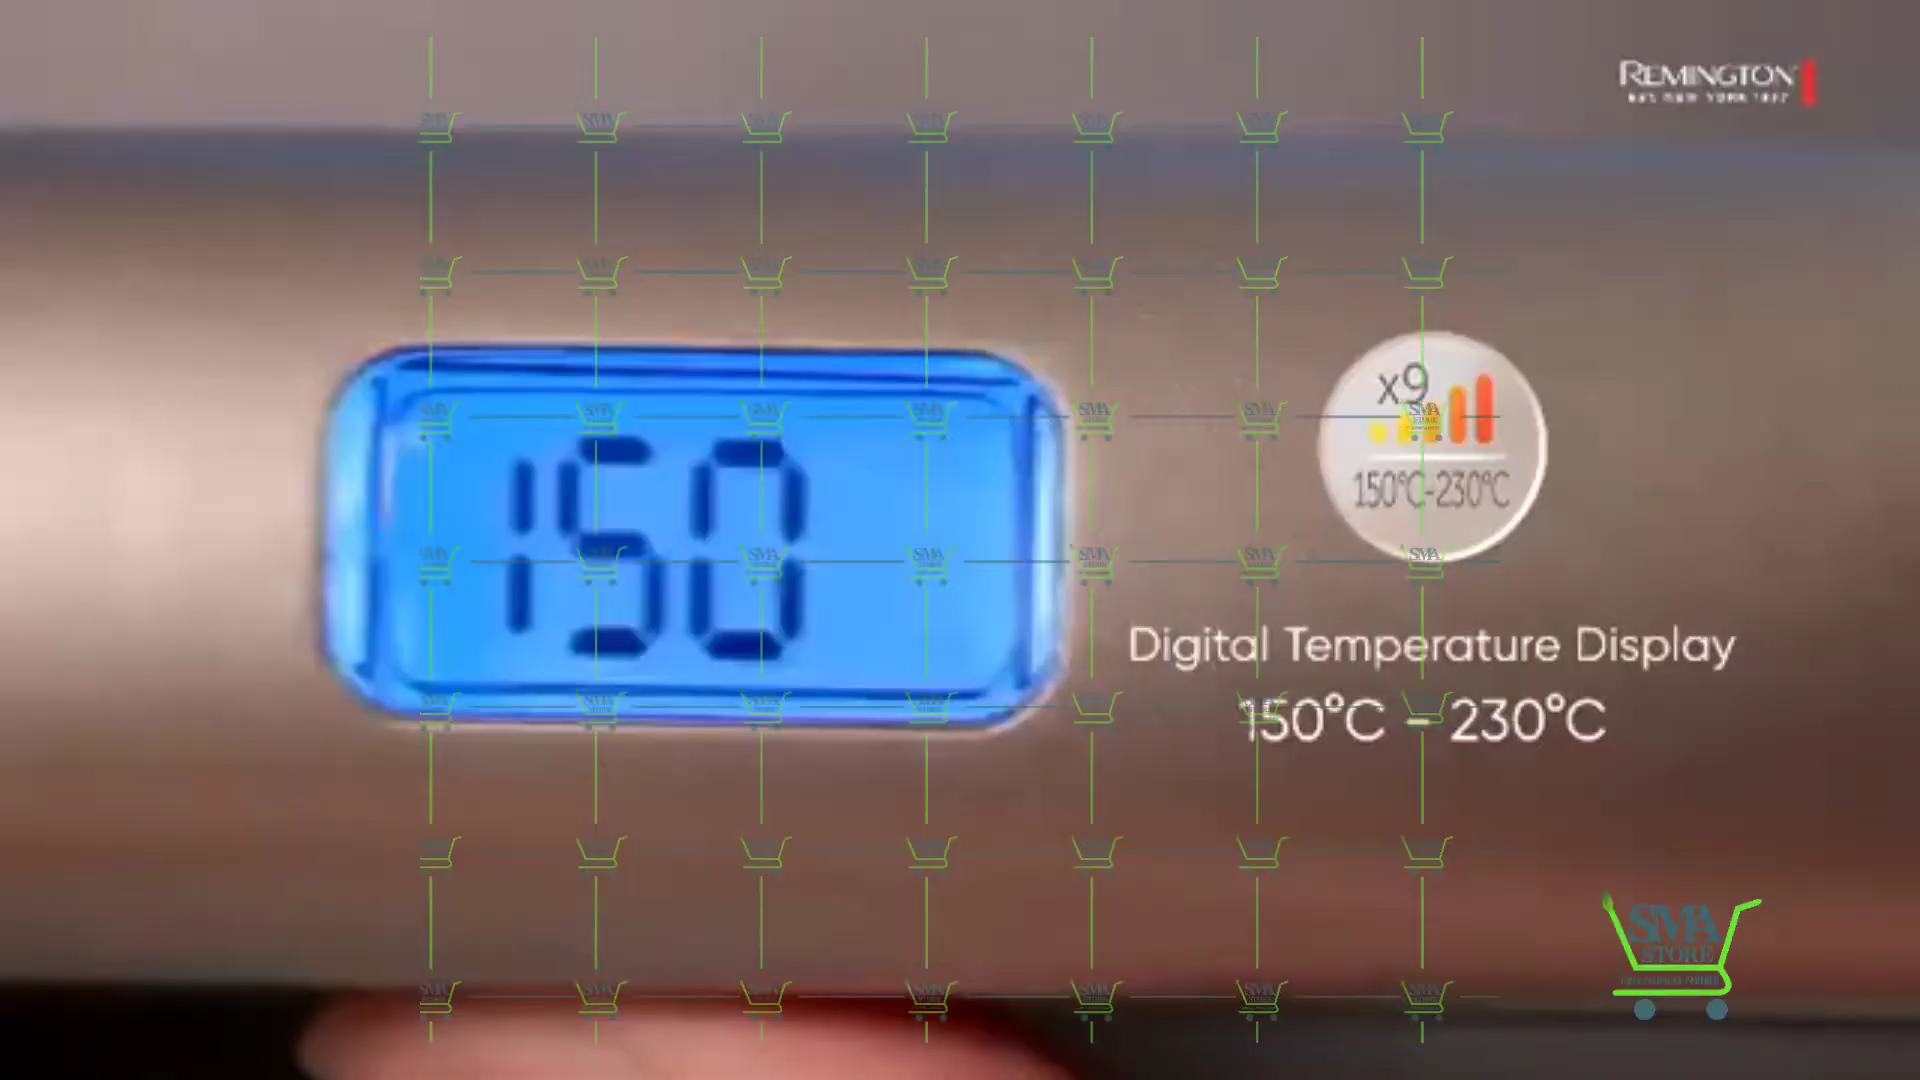 REMINGTON
150
x9
150°C-230°C
Digital Temperature Display
150°C - 230°C
SMA
STORE